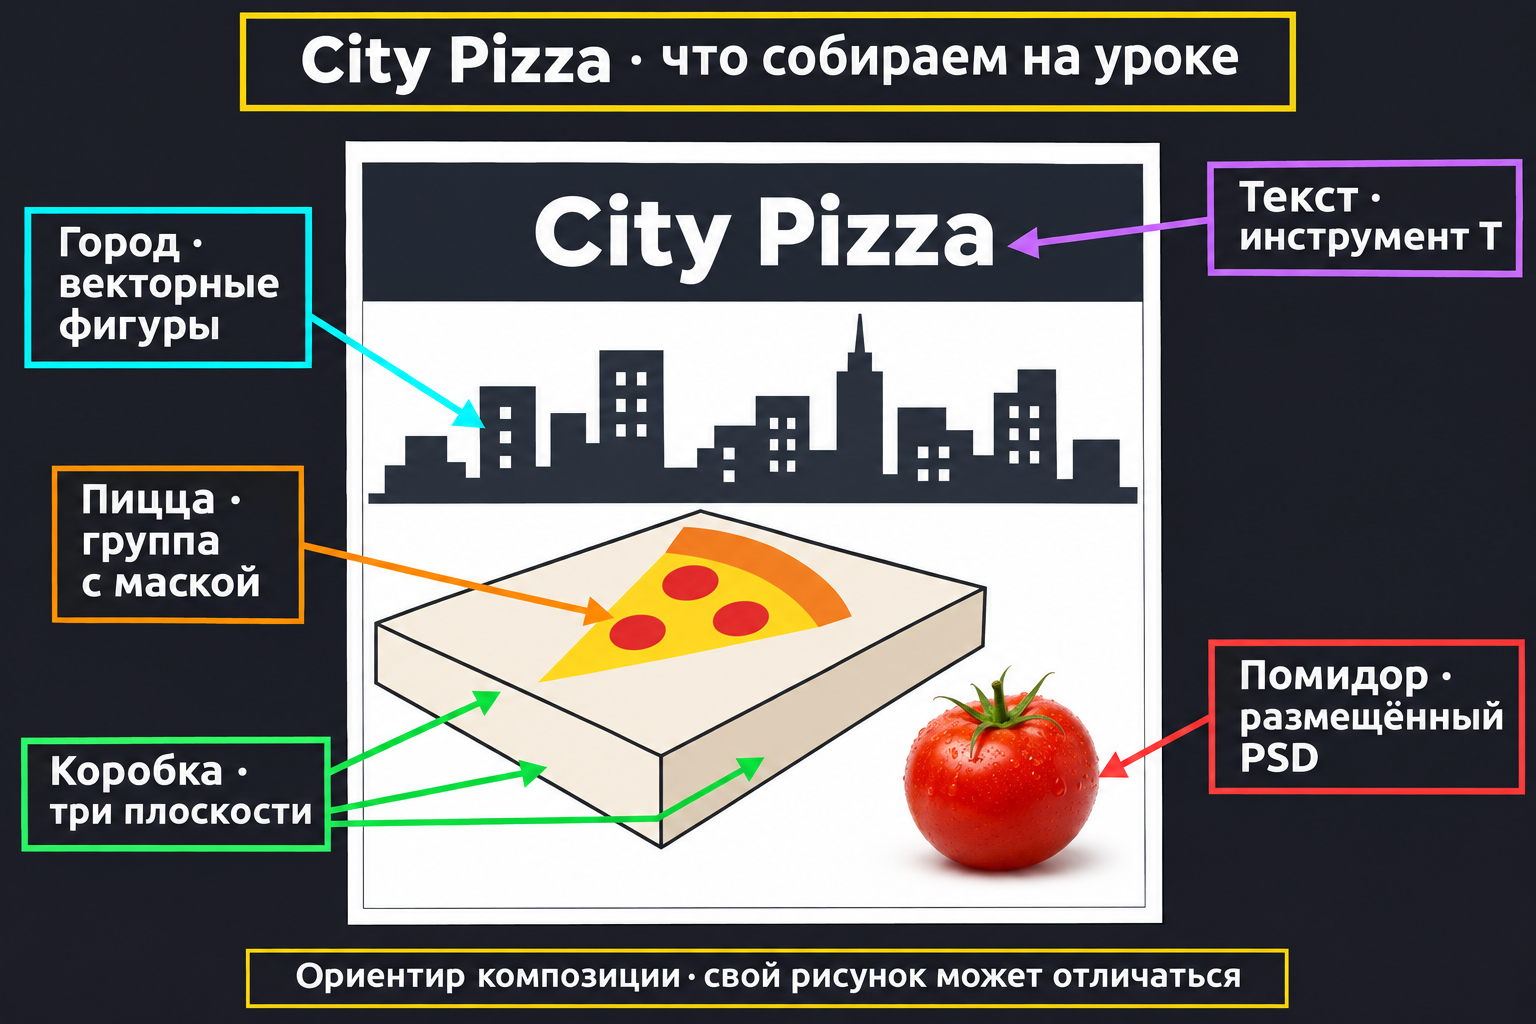 City Pizza · что собираем на уроке
City Pizza
Текст ·
инструмент Т
Город ·
векторные
фигуры
Пицца ·
группа
с маской
Помидор ·
размещённый
PSD
Коробка ·
три плоскости
Ориентир композиции · свой рисунок может отличаться